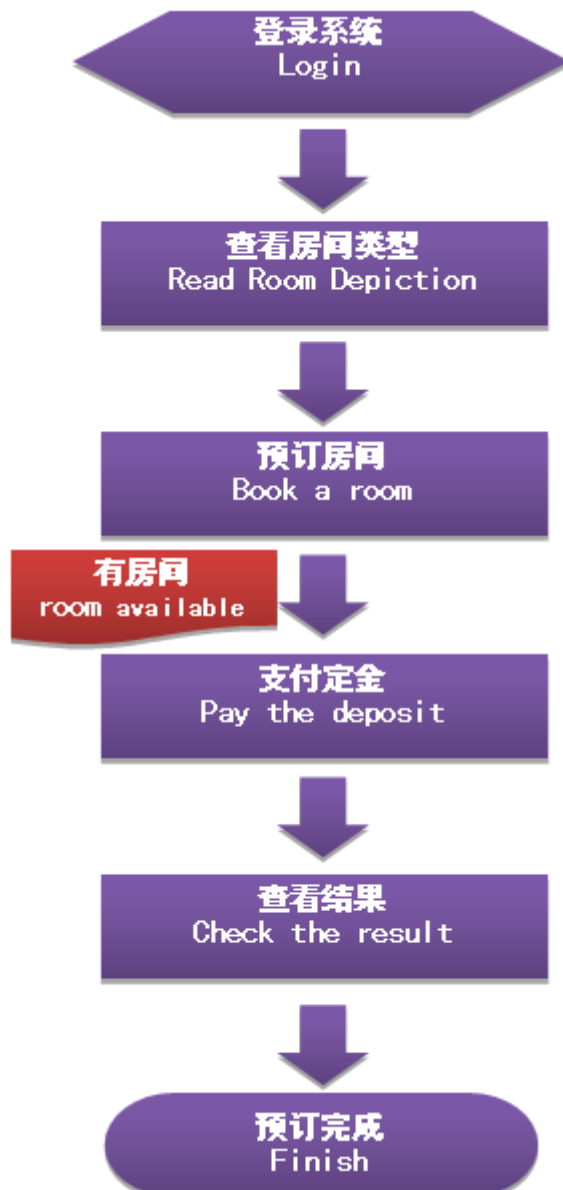 登录系统
Login
查看房间类型
Read Room Depiction
预订房间
Book a room
有房间
room available
支付定金
Pay the deposit
查看结果
Check the result
预订完成
Finish